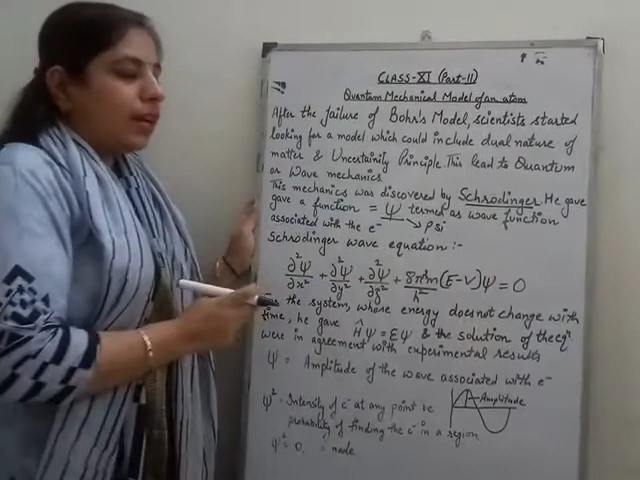 CLASS-XI (Part-11)
Quantum Mechanical Model of an atom
After the failure of Bohr's Model, scientists started
looking for a model which could include dual nature of
matter & Uncertainity Principle. This lead to Quantum
or Wave mechanics
This mechanics was discovered by Schrodinger. He gave
gave a function = Ψ termed as wave function
associated with the e⁻ → psi
Schrodinger wave equation :-
∂²Ψ/∂x² + ∂²Ψ/∂y² + ∂²Ψ/∂z² + 8π²m/h² (E-V)Ψ = 0
the system, whose energy does not change with
time, he gave ĤΨ = EΨ & the solution of the eqⁿ
were in agreement with experimental results
Ψ = Amplitude of the wave associated with e⁻
Ψ² = Intensity of e⁻ at any point ie
Amplitude
probability of finding the e⁻ in a region
Ψ² = 0, = node